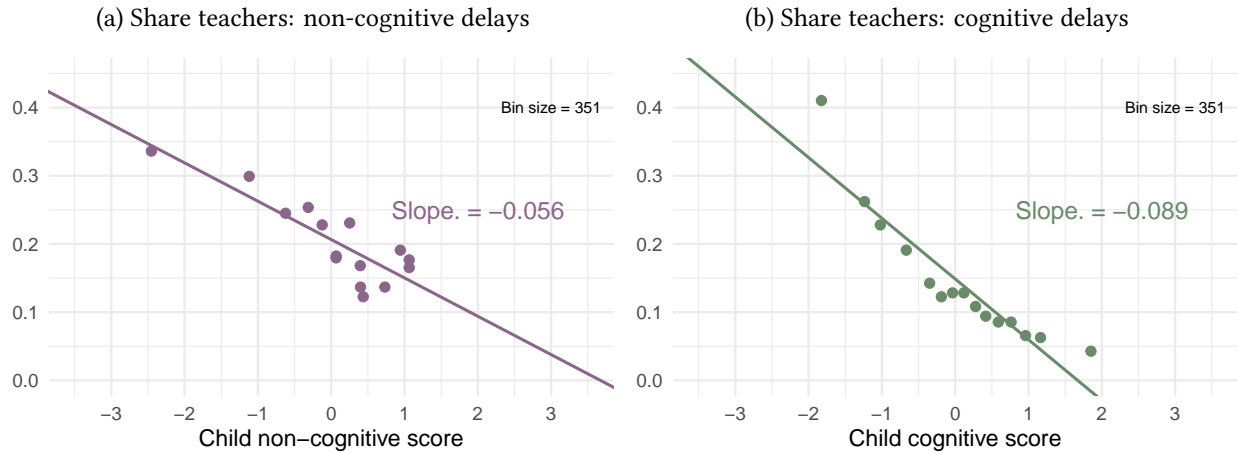 (a) Share teachers: non-cognitive delays
0.4
0.3
0.2
0.1
0.0
Bin size = 351
Slope. = −0.056
−3 −2 −1 0 1 2 3
Child non−cognitive score
(b) Share teachers: cognitive delays
0.4
0.3
0.2
0.1
0.0
Bin size = 351
Slope. = −0.089
−3 −2 −1 0 1 2 3
Child cognitive score